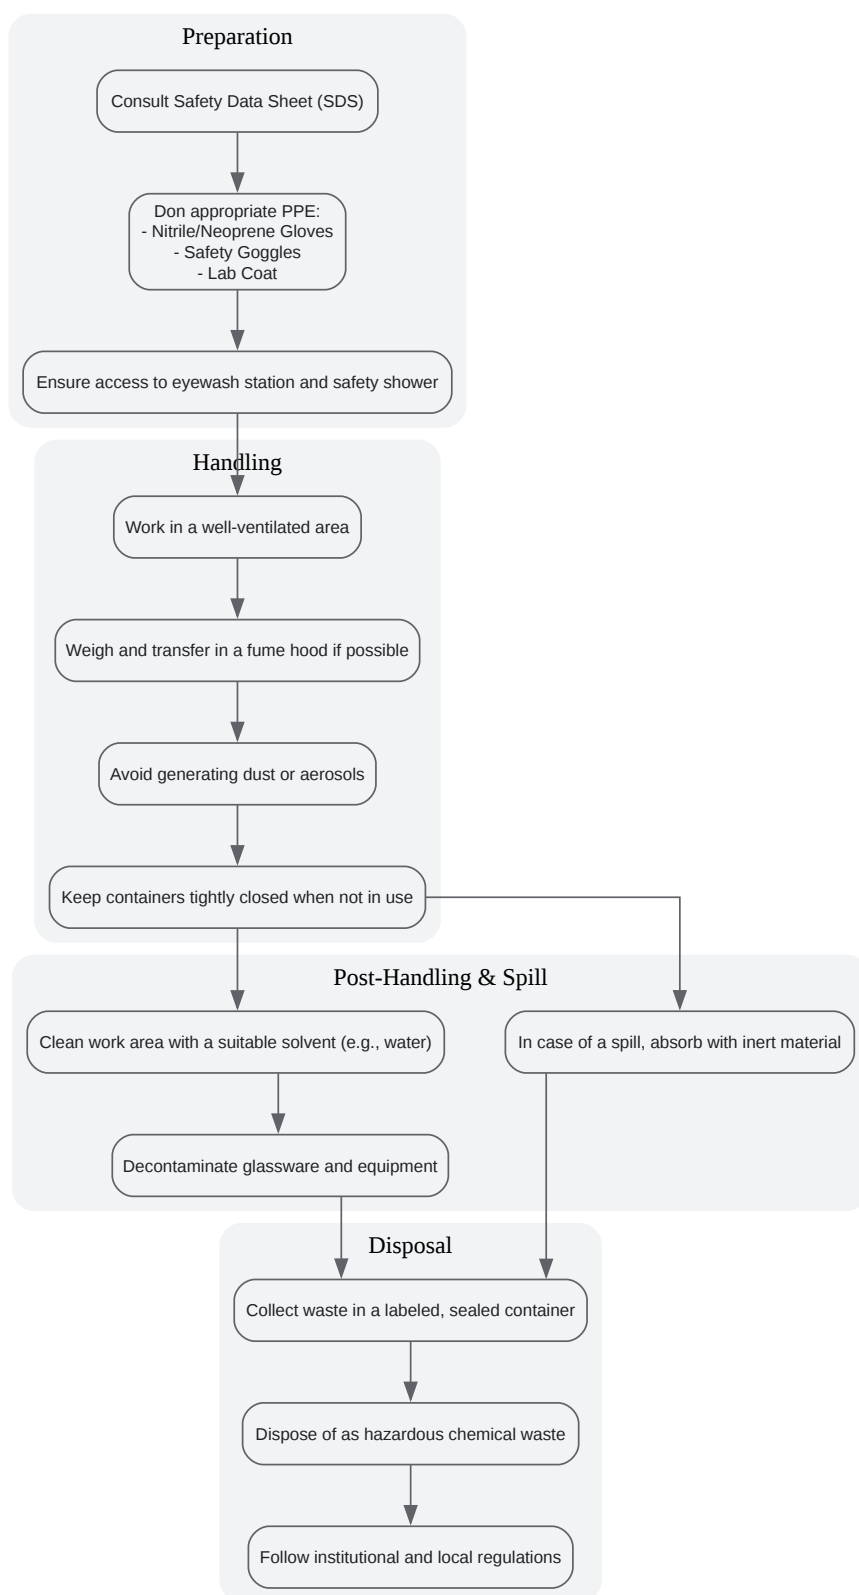 Preparation
Consult Safety Data Sheet (SDS)
Don appropriate PPE:
- Nitrile/Neoprene Gloves
- Safety Goggles
- Lab Coat
Ensure access to eyewash station and safety shower
Handling
Work in a well-ventilated area
Weigh and transfer in a fume hood if possible
Avoid generating dust or aerosols
Keep containers tightly closed when not in use
Post-Handling & Spill
Clean work area with a suitable solvent (e.g., water)
In case of a spill, absorb with inert material
Decontaminate glassware and equipment
Disposal
Collect waste in a labeled, sealed container
Dispose of as hazardous chemical waste
Follow institutional and local regulations